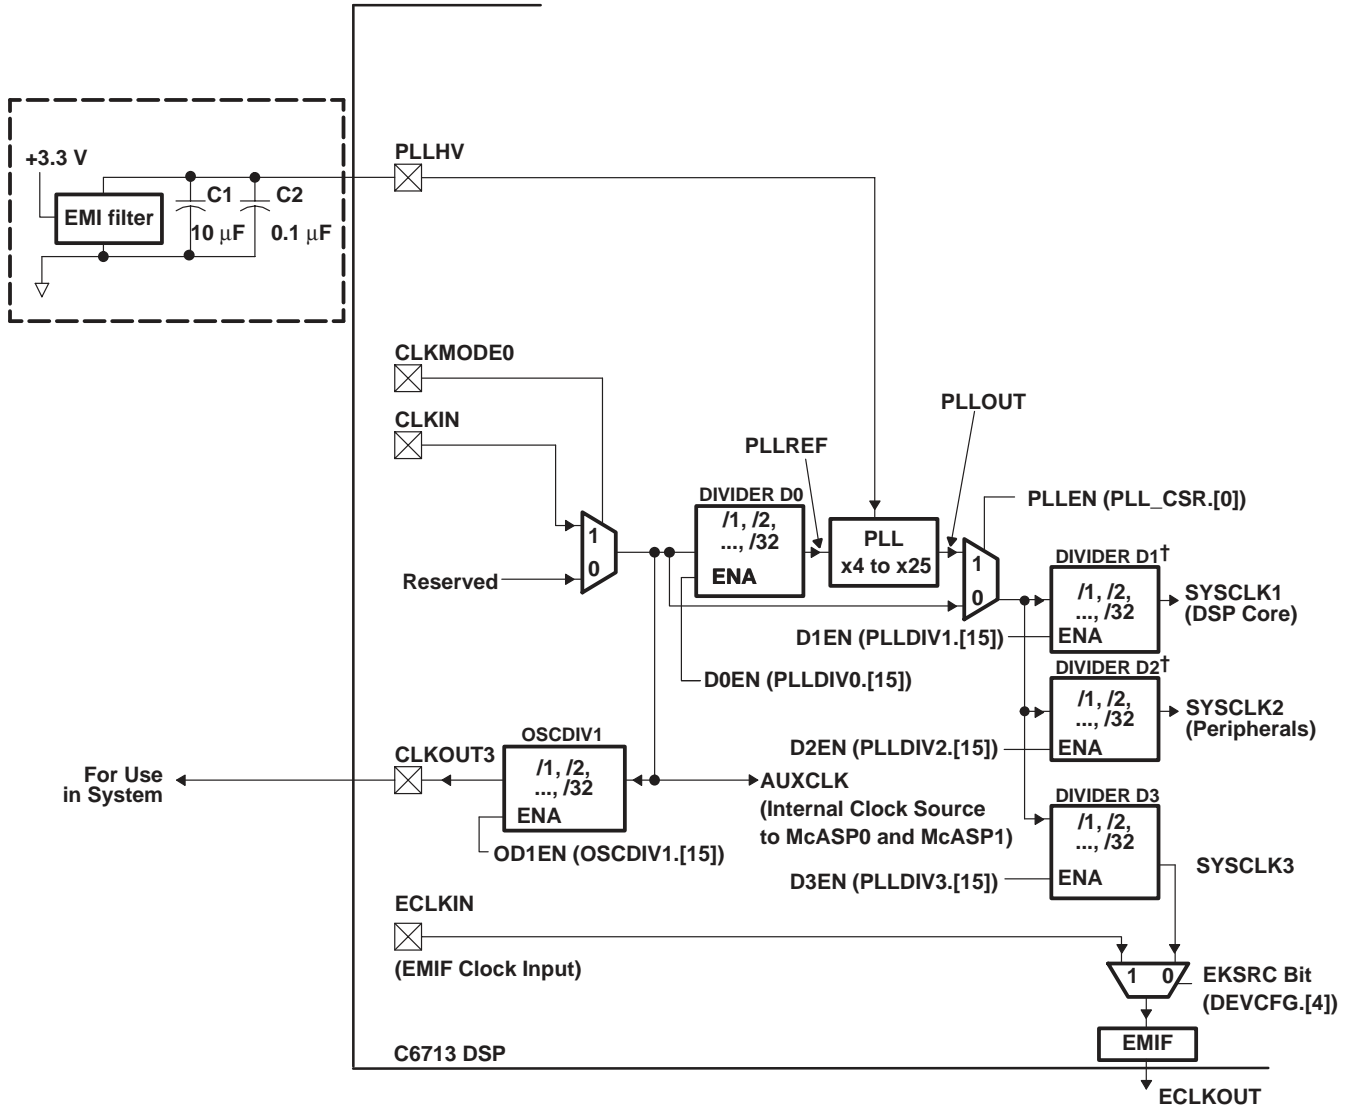 +3.3 V
EMI filter
C1
C2
10 µF
0.1 µF
PLLHV
CLKMODE0
CLKIN
Reserved
1
0
DIVIDER D0
/1, /2,
..., /32
ENA
D0EN (PLLDIV0.[15])
PLLREF
PLL
x4 to x25
PLLOUT
1
0
PLLEN (PLL_CSR.[0])
DIVIDER D1†
/1, /2,
..., /32
ENA
SYSCLK1
(DSP Core)
D1EN (PLLDIV1.[15])
DIVIDER D2†
/1, /2,
..., /32
ENA
SYSCLK2
(Peripherals)
D2EN (PLLDIV2.[15])
DIVIDER D3
/1, /2,
..., /32
ENA
SYSCLK3
D3EN (PLLDIV3.[15])
For Use
in System
CLKOUT3
OSCDIV1
/1, /2,
..., /32
ENA
OD1EN (OSCDIV1.[15])
AUXCLK
(Internal Clock Source
to McASP0 and McASP1)
ECLKIN
(EMIF Clock Input)
1 0
EKSRC Bit
(DEVCFG.[4])
EMIF
C6713 DSP
ECLKOUT